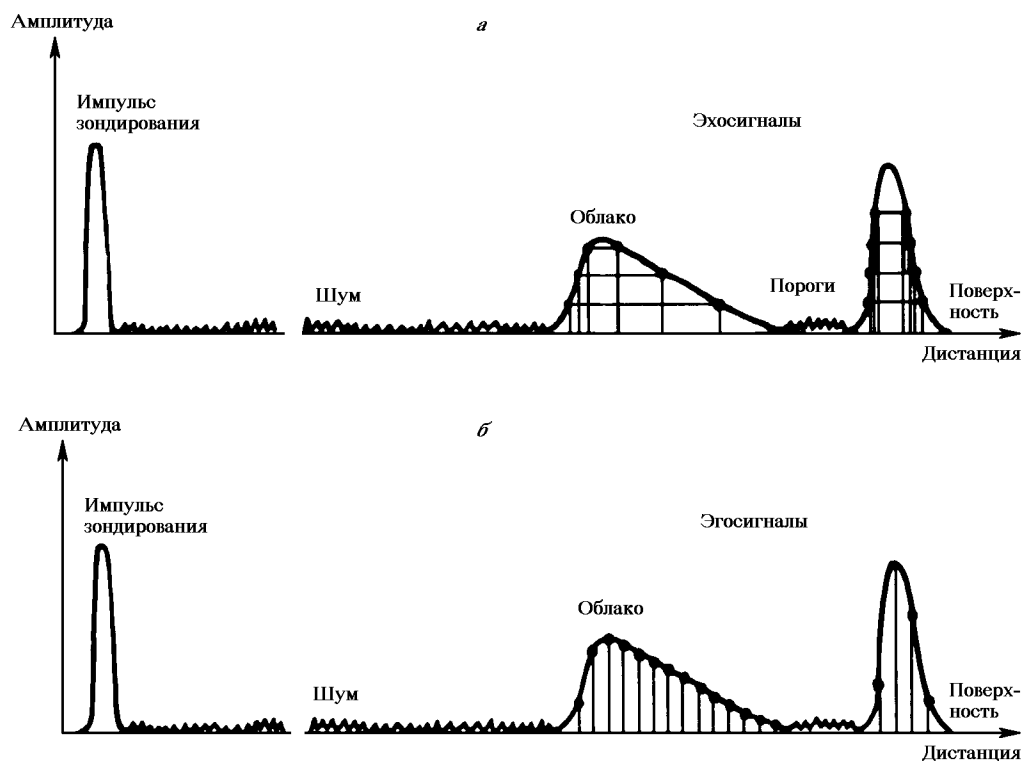 Амплитуда
а
Импульс
зондирования
Эхосигналы
Облако
Шум
Пороги
Поверх-
ность
Дистанция
Амплитуда
б
Импульс
зондирования
Эгосигналы
Облако
Шум
Поверх-
ность
Дистанция